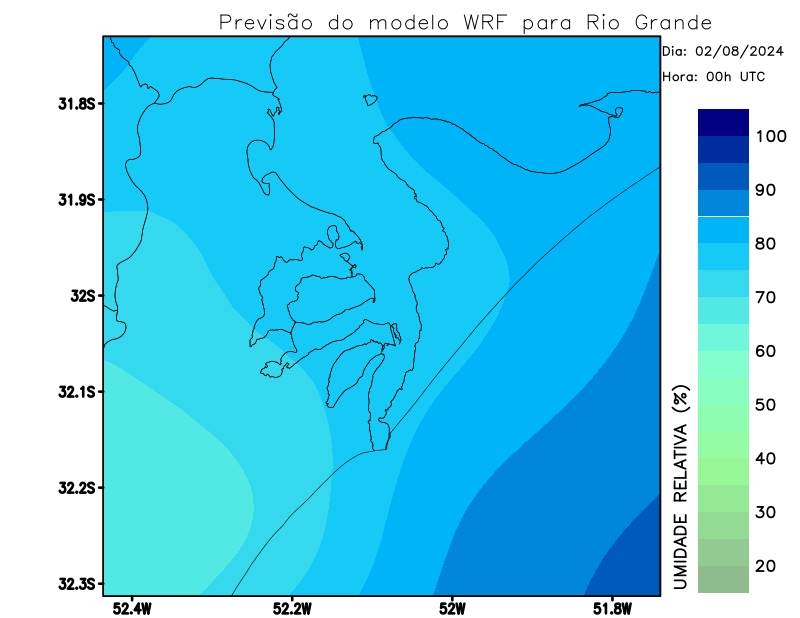 Previsão do modelo WRF para Rio Grande
Dia: 02/08/2024
Hora: 00h UTC
31.8S
31.9S
32S
32.1S
32.2S
32.3S
52.4W
52.2W
52W
51.8W
100
90
80
70
60
50
40
30
20
UMIDADE RELATIVA (%)